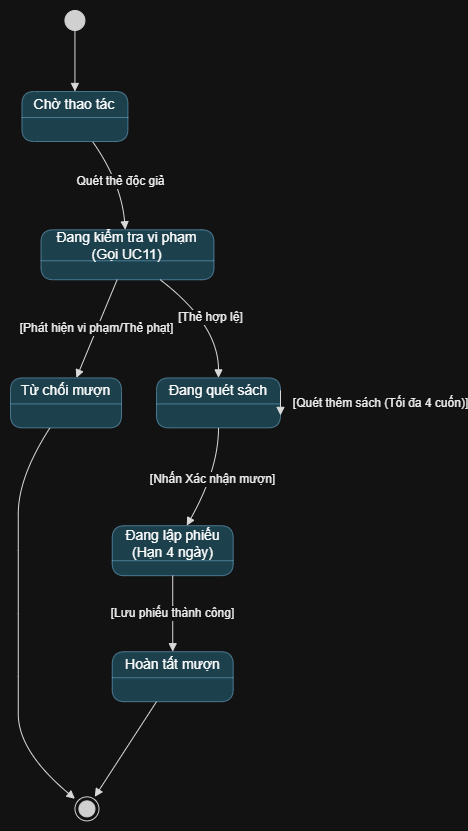 Chờ thao tác
Quét thẻ độc giả
Đang kiểm tra vi phạm
(Gọi UC11)
[Phát hiện vi phạm/Thẻ phạt]
[Thẻ hợp lệ]
Từ chối mượn
Đang quét sách
[Quét thêm sách (Tối đa 4 cuốn)]
[Nhấn Xác nhận mượn]
Đang lập phiếu
(Hạn 4 ngày)
[Lưu phiếu thành công]
Hoàn tất mượn